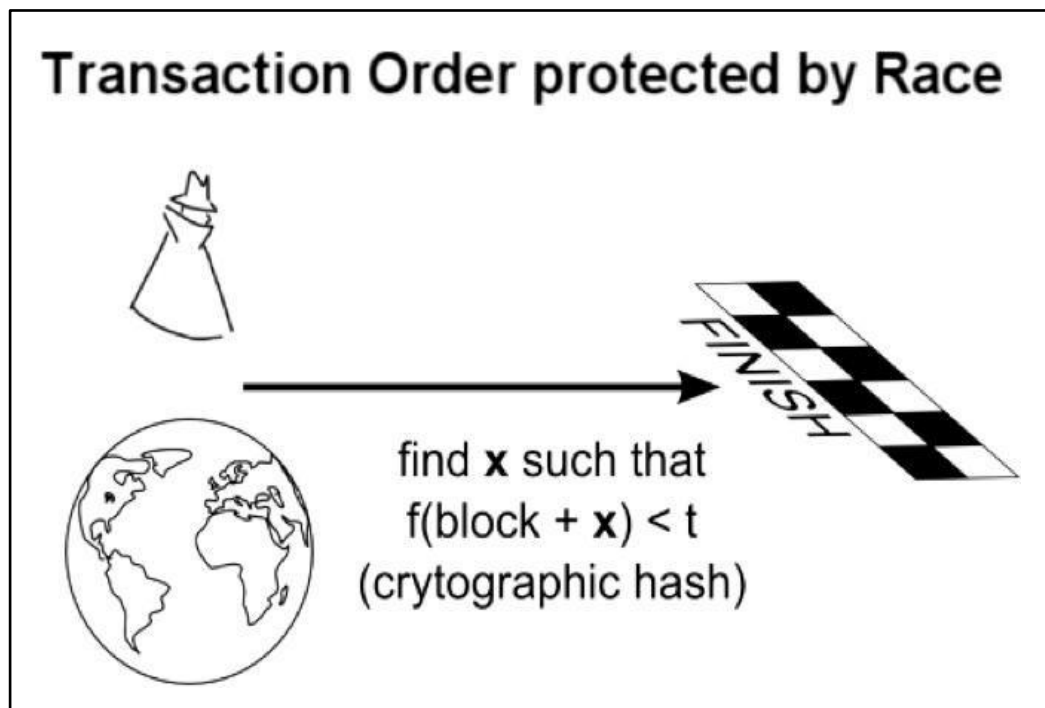 Transaction Order protected by Race
FINISH
find x such that
f(block + x) < t
(crytographic hash)